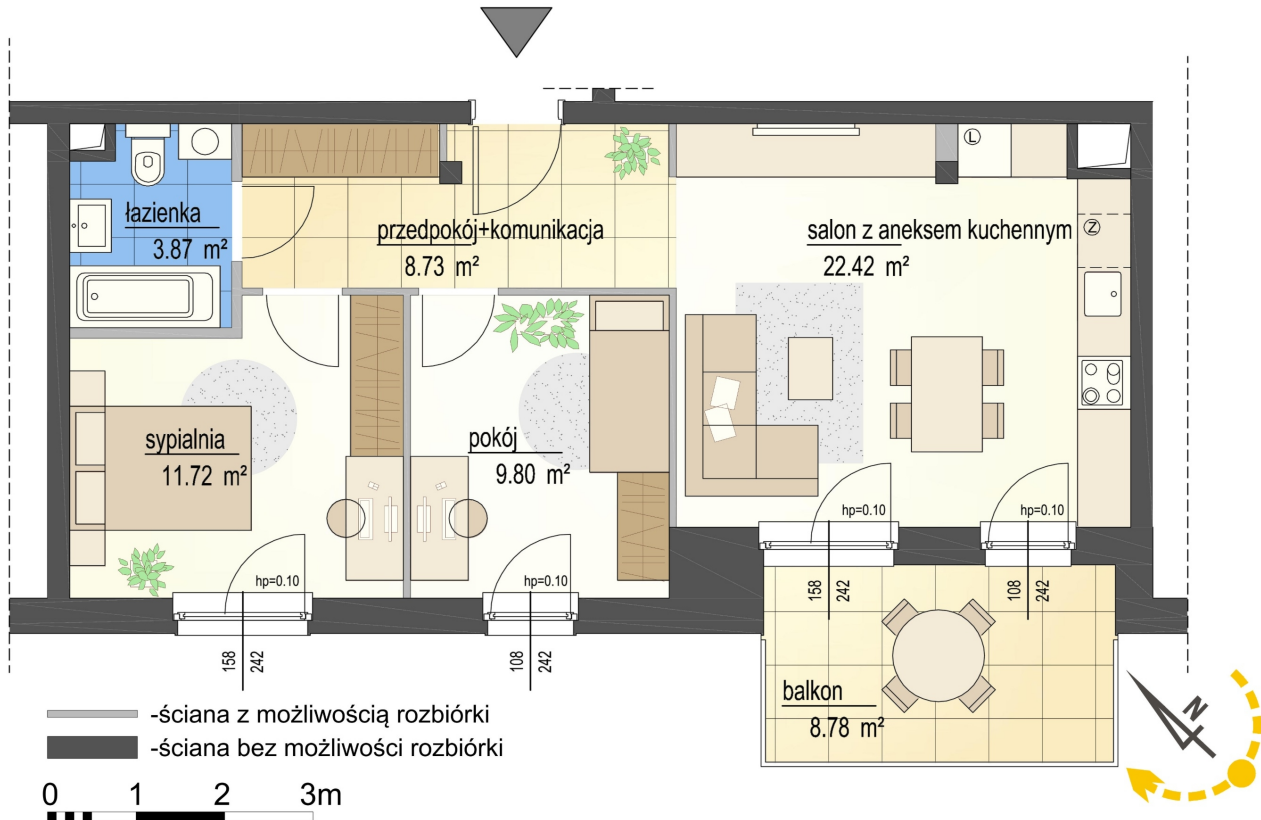 łazienka
3.87 m²
przedpokój+komunikacja
8.73 m²
L
salon z aneksem kuchennym
22.42 m²
Z
sypialnia
11.72 m²
pokój
9.80 m²
hp=0.10
hp=0.10
hp=0.10
hp=0.10
158
242
108
242
158
242
108
242
balkon
8.78 m²
N
-ściana z możliwością rozbiórki
-ściana bez możliwości rozbiórki
0 1 2 3m